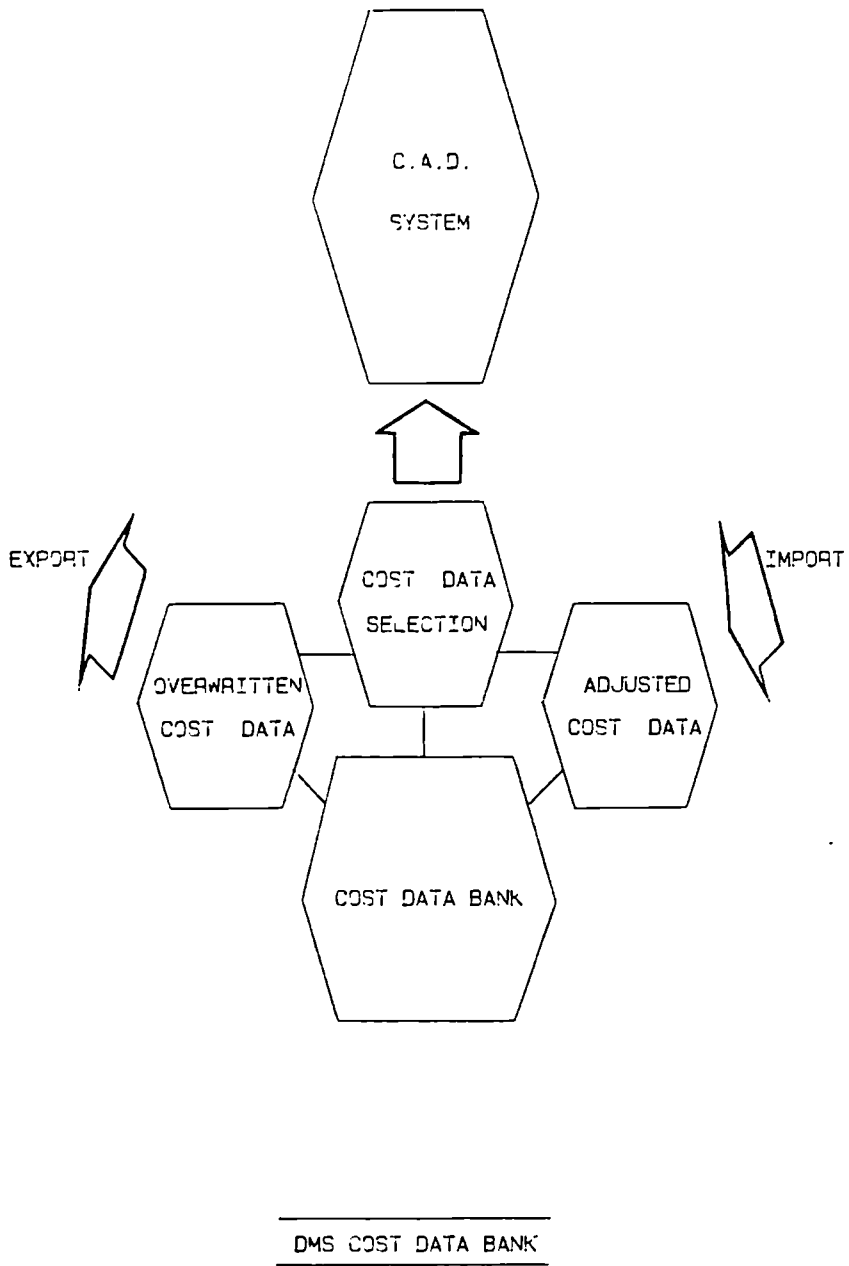 C.A.D.
SYSTEM
EXPORT
IMPORT
COST DATA
SELECTION
OVERWRITTEN
COST DATA
ADJUSTED
COST DATA
COST DATA BANK
DMS COST DATA BANK